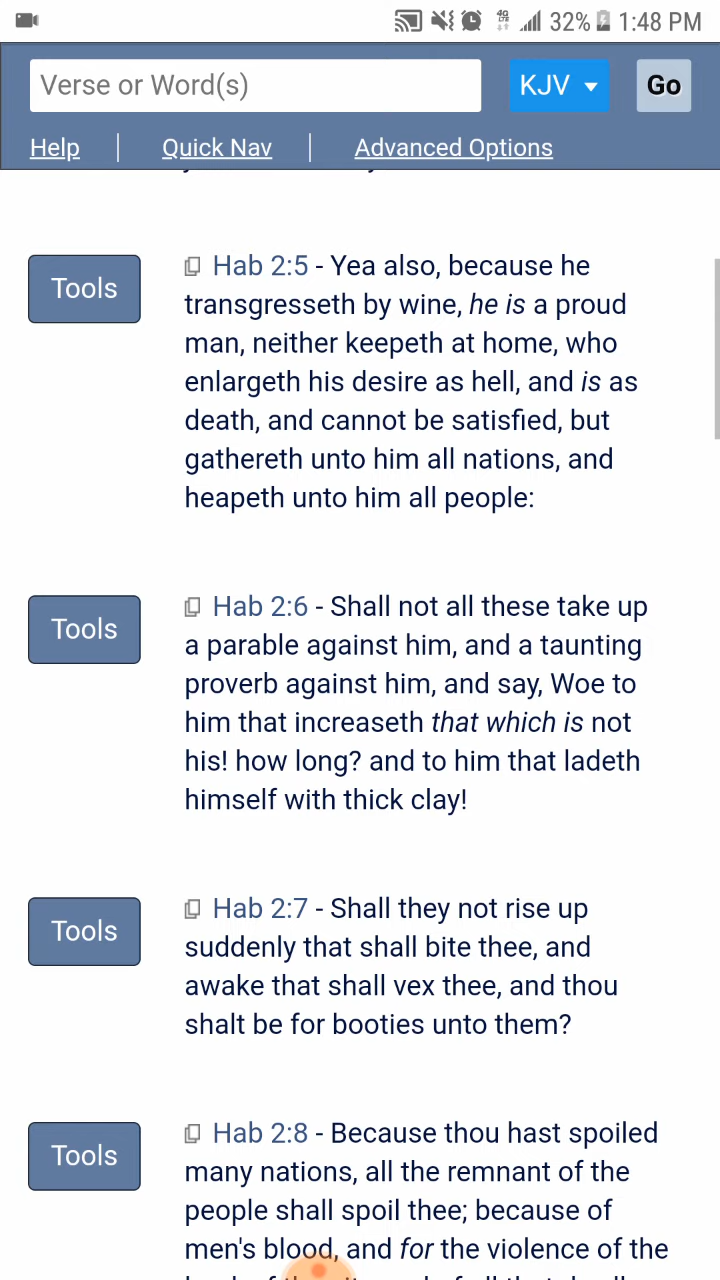 4G LTE 32% 1:48 PM
Verse or Word(s) KJV Go
Help Quick Nav Advanced Options
Tools Hab 2:5 - Yea also, because he
transgresseth by wine, he is a proud
man, neither keepeth at home, who
enlargeth his desire as hell, and is as
death, and cannot be satisfied, but
gathereth unto him all nations, and
heapeth unto him all people:
Tools Hab 2:6 - Shall not all these take up
a parable against him, and a taunting
proverb against him, and say, Woe to
him that increaseth that which is not
his! how long? and to him that ladeth
himself with thick clay!
Tools Hab 2:7 - Shall they not rise up
suddenly that shall bite thee, and
awake that shall vex thee, and thou
shalt be for booties unto them?
Tools Hab 2:8 - Because thou hast spoiled
many nations, all the remnant of the
people shall spoil thee; because of
men's blood, and for the violence of the